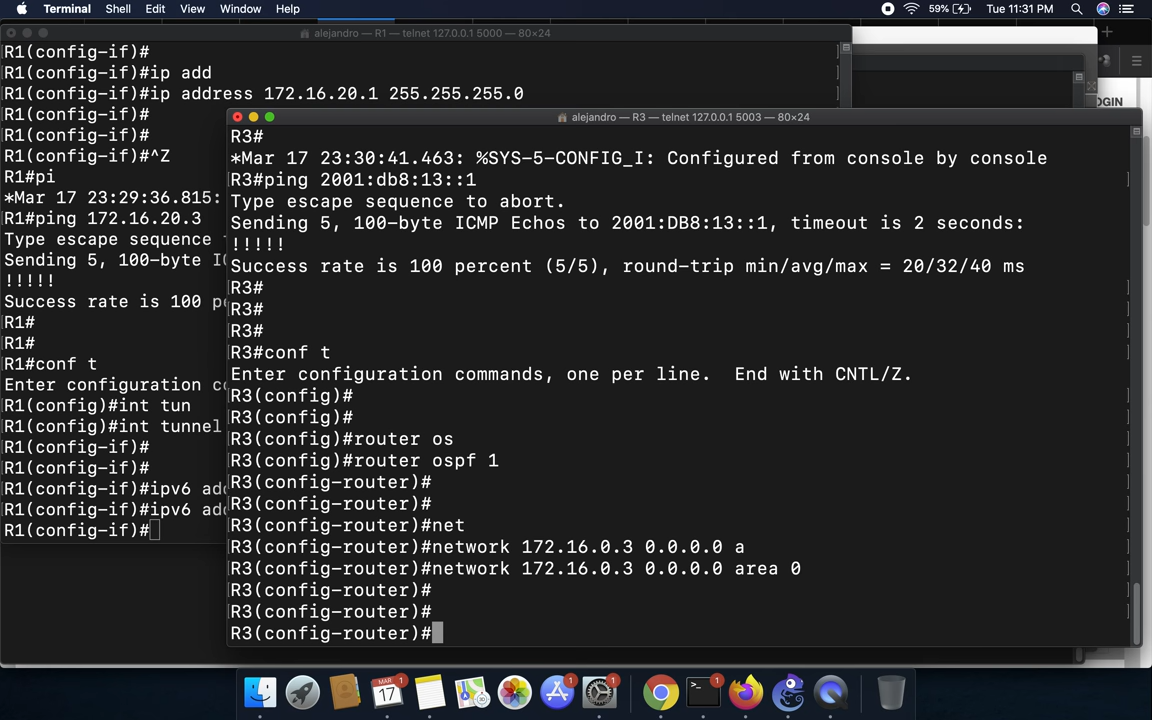 Terminal Shell Edit View Window Help 59% Tue 11:31 PM
alejandro — R1 — telnet 127.0.0.1 5000 — 80×24
R1(config-if)#
R1(config-if)#ip add
R1(config-if)#ip address 172.16.20.1 255.255.255.0
R1(config-if)#
R1(config-if)#
R1(config-if)#^Z
R1#pi
*Mar 17 23:29:36.815:
R1#ping 172.16.20.3
Type escape sequence
Sending 5, 100-byte IC
!!!!!
Success rate is 100 pe
R1#
R1#
R1#conf t
Enter configuration co
R1(config)#int tun
R1(config)#int tunnel
R1(config-if)#
R1(config-if)#
R1(config-if)#ipv6 add
R1(config-if)#ipv6 add
R1(config-if)#
OGIN
alejandro — R3 — telnet 127.0.0.1 5003 — 80×24
R3#
*Mar 17 23:30:41.463: %SYS-5-CONFIG_I: Configured from console by console
R3#ping 2001:db8:13::1
Type escape sequence to abort.
Sending 5, 100-byte ICMP Echos to 2001:DB8:13::1, timeout is 2 seconds:
!!!!!
Success rate is 100 percent (5/5), round-trip min/avg/max = 20/32/40 ms
R3#
R3#
R3#
R3#conf t
Enter configuration commands, one per line.  End with CNTL/Z.
R3(config)#
R3(config)#
R3(config)#router os
R3(config)#router ospf 1
R3(config-router)#
R3(config-router)#
R3(config-router)#net
R3(config-router)#network 172.16.0.3 0.0.0.0 a
R3(config-router)#network 172.16.0.3 0.0.0.0 area 0
R3(config-router)#
R3(config-router)#
R3(config-router)#
MAR
17
1
1
1
1